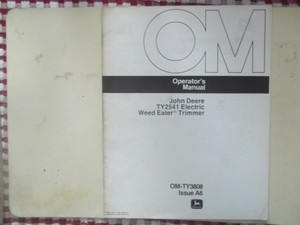 OM
Operator's
Manual
John Deere
TY2541 Electric
Weed Eater® Trimmer
OM-TY3808
Issue A6